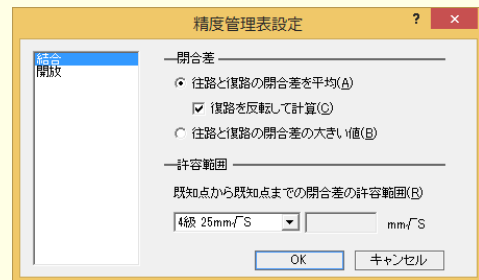 精度管理表設定
? ×
結合
開放
閉合差
往路と復路の閉合差を平均(A)
復路を反転して計算(C)
往路と復路の閉合差の大きい値(B)
許容範囲
既知点から既知点までの閉合差の許容範囲(R)
4級 25mm√S
mm√S
OK
キャンセル